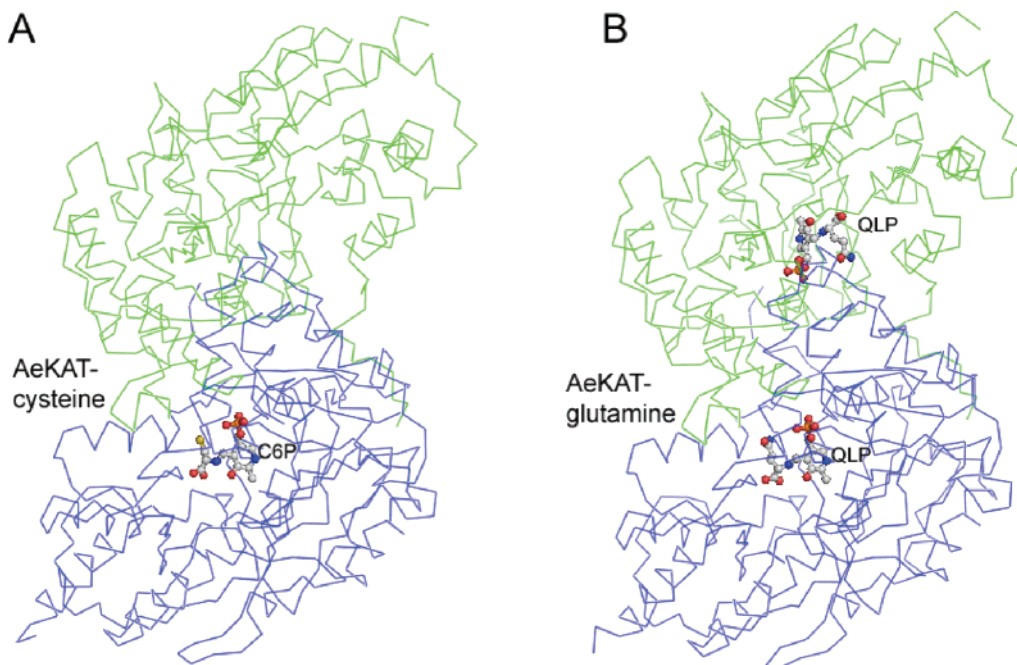 A
B
QLP
AeKAT-
cysteine
C6P
AeKAT-
glutamine
QLP